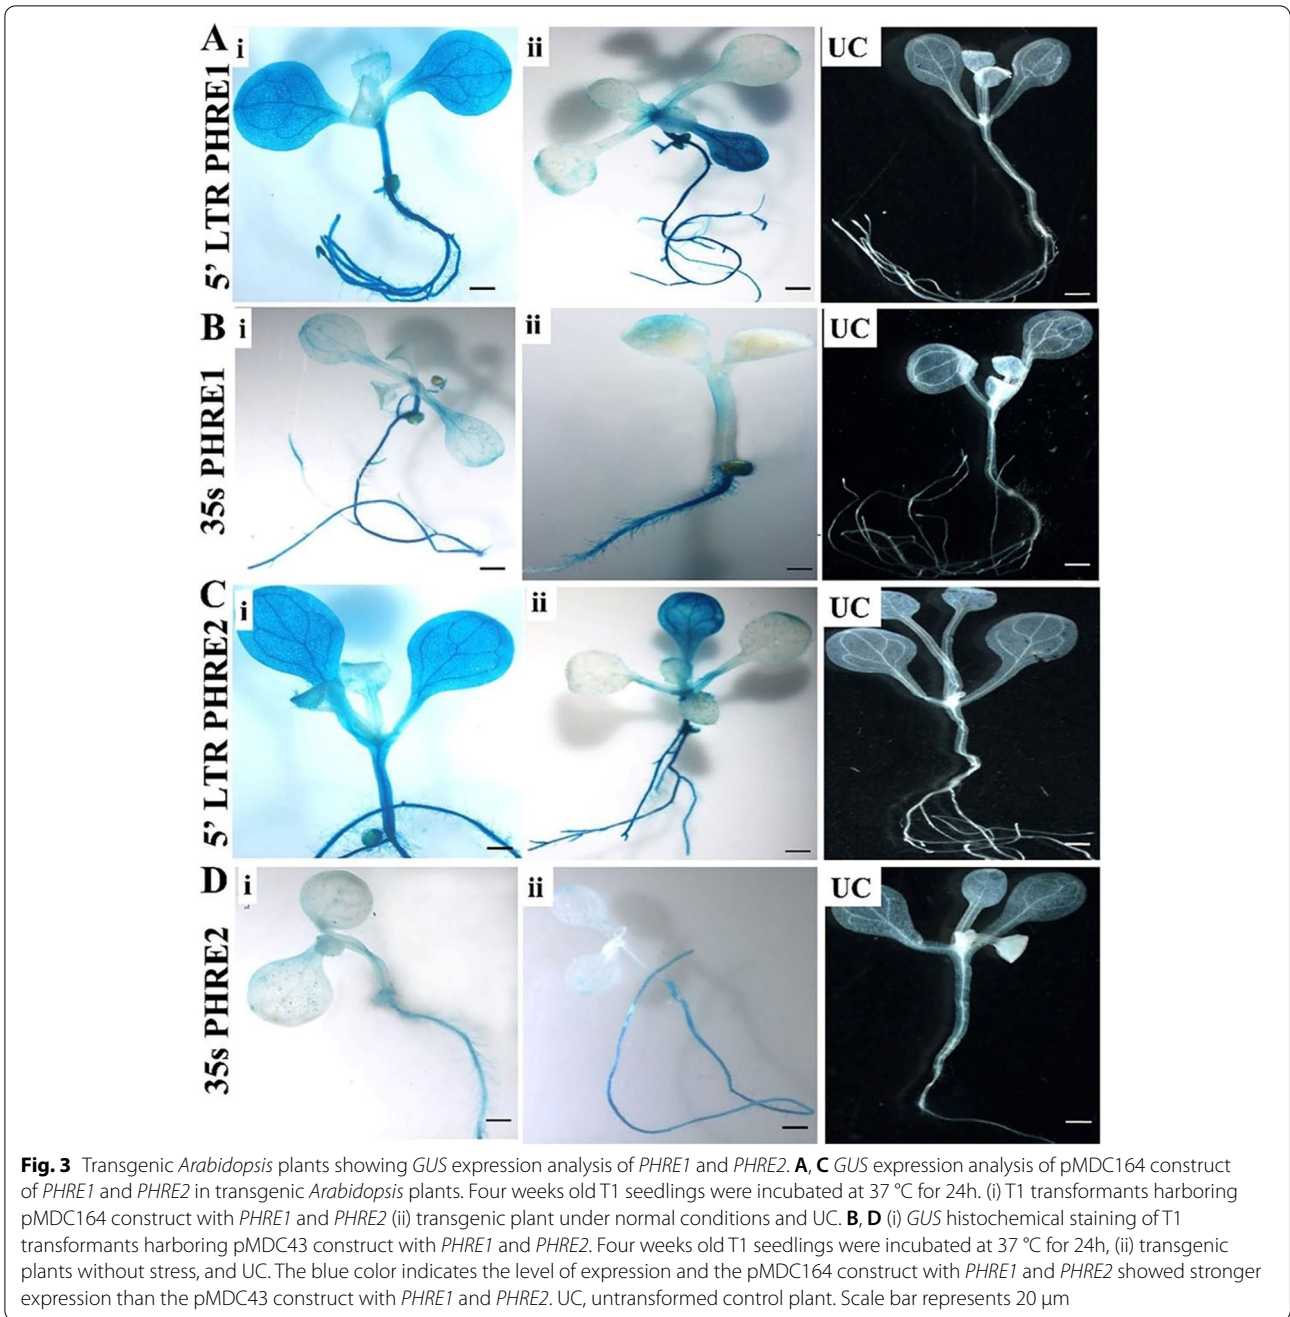 A i ii UC
5’ LTR PHRE1
B i ii UC
35s PHRE1
C i ii UC
5’ LTR PHRE2
D i ii UC
35s PHRE2
Fig. 3 Transgenic Arabidopsis plants showing GUS expression analysis of PHRE1 and PHRE2. A, C GUS expression analysis of pMDC164 construct
of PHRE1 and PHRE2 in transgenic Arabidopsis plants. Four weeks old T1 seedlings were incubated at 37 °C for 24h. (i) T1 transformants harboring
pMDC164 construct with PHRE1 and PHRE2 (ii) transgenic plant under normal conditions and UC. B, D (i) GUS histochemical staining of T1
transformants harboring pMDC43 construct with PHRE1 and PHRE2. Four weeks old T1 seedlings were incubated at 37 °C for 24h, (ii) transgenic
plants without stress, and UC. The blue color indicates the level of expression and the pMDC164 construct with PHRE1 and PHRE2 showed stronger
expression than the pMDC43 construct with PHRE1 and PHRE2. UC, untransformed control plant. Scale bar represents 20 µm